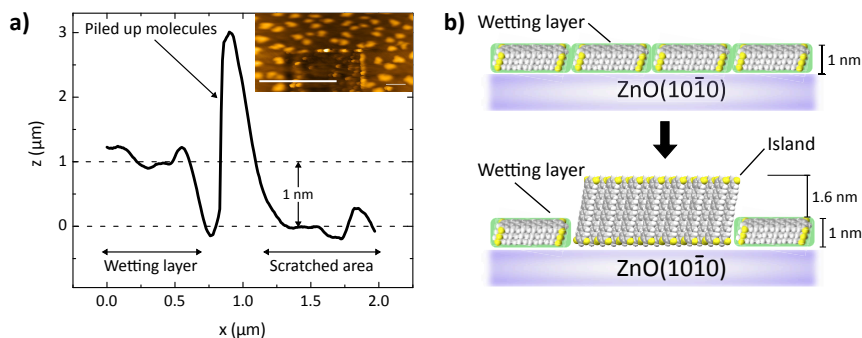 a)
Piled up molecules
3
2
1
0
z (µm)
1 nm
Wetting layer
Scratched area
0.0
0.5
1.0
1.5
2.0
x (µm)
b)
Wetting layer
1 nm
ZnO(101̄0)
Island
Wetting layer
1.6 nm
1 nm
ZnO(101̄0)